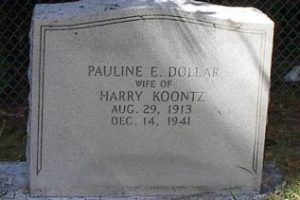 PAULINE E. DOLLAR
WIFE OF
HARRY KOONTZ
AUG. 29, 1913
DEC. 14, 1941